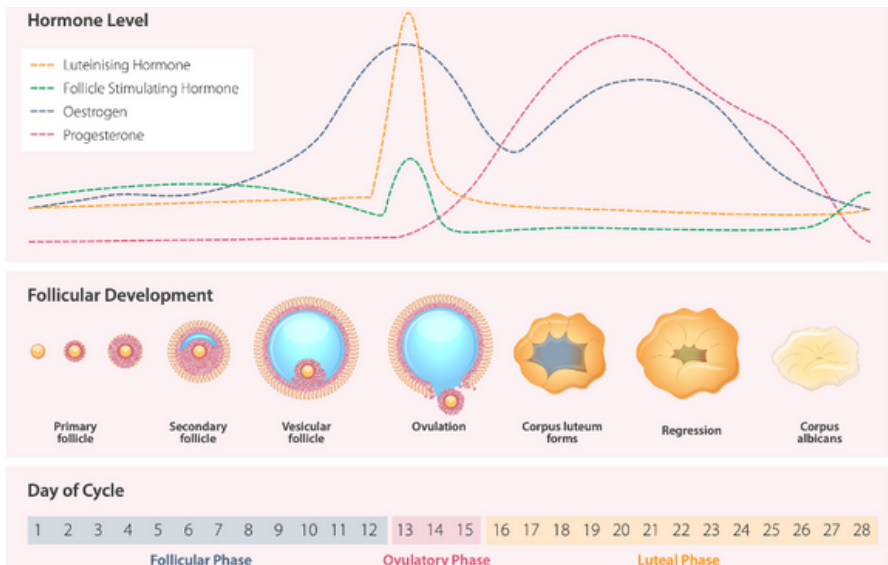 Hormone Level
Luteinising Hormone
Follicle Stimulating Hormone
Oestrogen
Progesterone
Follicular Development
Primary
follicle
Secondary
follicle
Vesicular
follicle
Ovulation
Corpus luteum
forms
Regression
Corpus
albicans
Day of Cycle
1 2 3 4 5 6 7 8 9 10 11 12 13 14 15 16 17 18 19 20 21 22 23 24 25 26 27 28
Follicular Phase Ovulatory Phase Luteal Phase